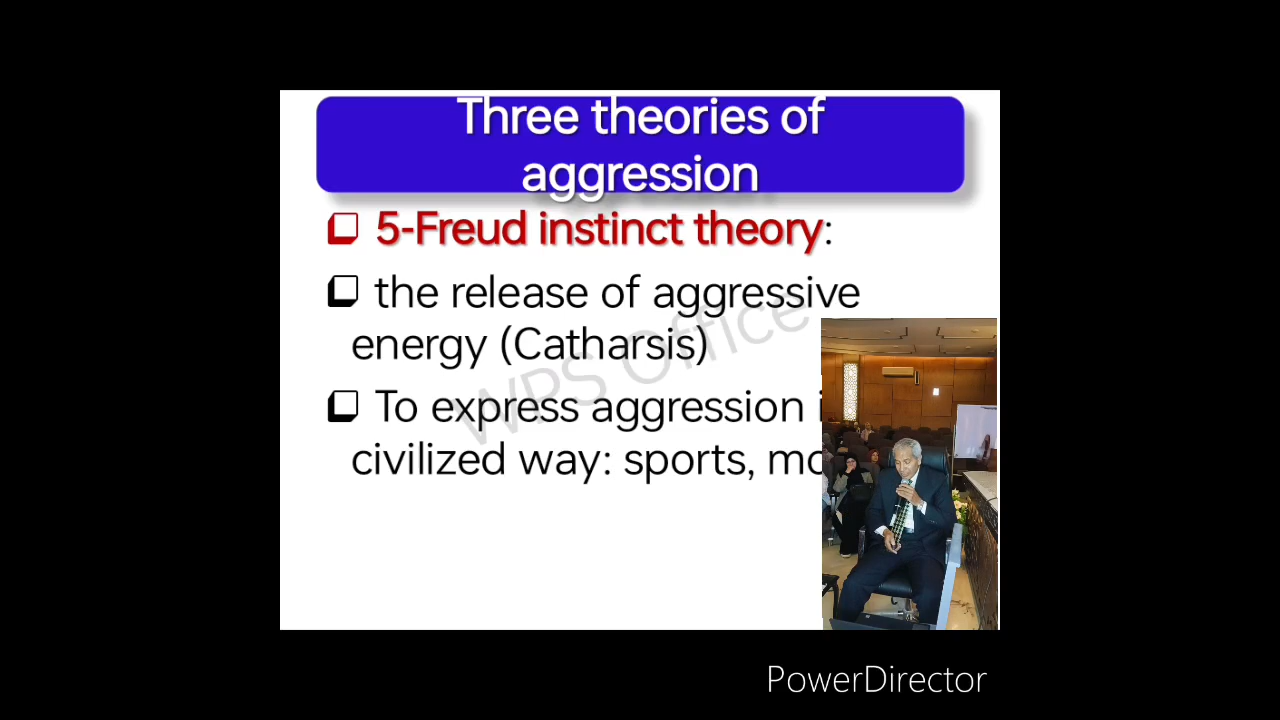 Three theories of
aggression
5-Freud instinct theory:
the release of aggressive
energy (Catharsis)
To express aggression
civilized way: sports,
WPS Office
PowerDirector